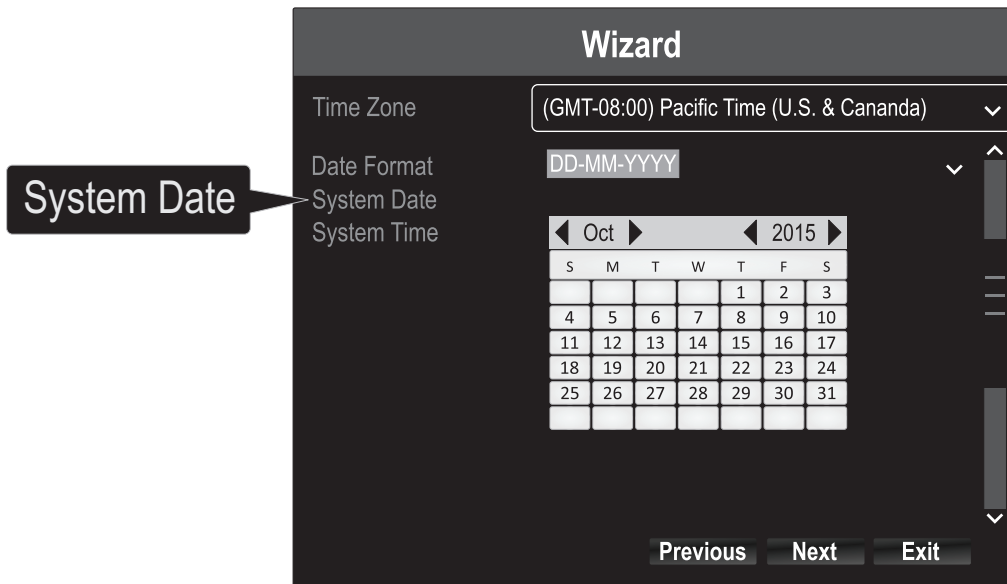 Wizard
Time Zone (GMT-08:00) Pacific Time (U.S. & Cananda)
Date Format DD-MM-YYYY
System Date
System Date
System Time
Oct 2015
S M T W T F S
1 2 3
4 5 6 7 8 9 10
11 12 13 14 15 16 17
18 19 20 21 22 23 24
25 26 27 28 29 30 31
Previous Next Exit